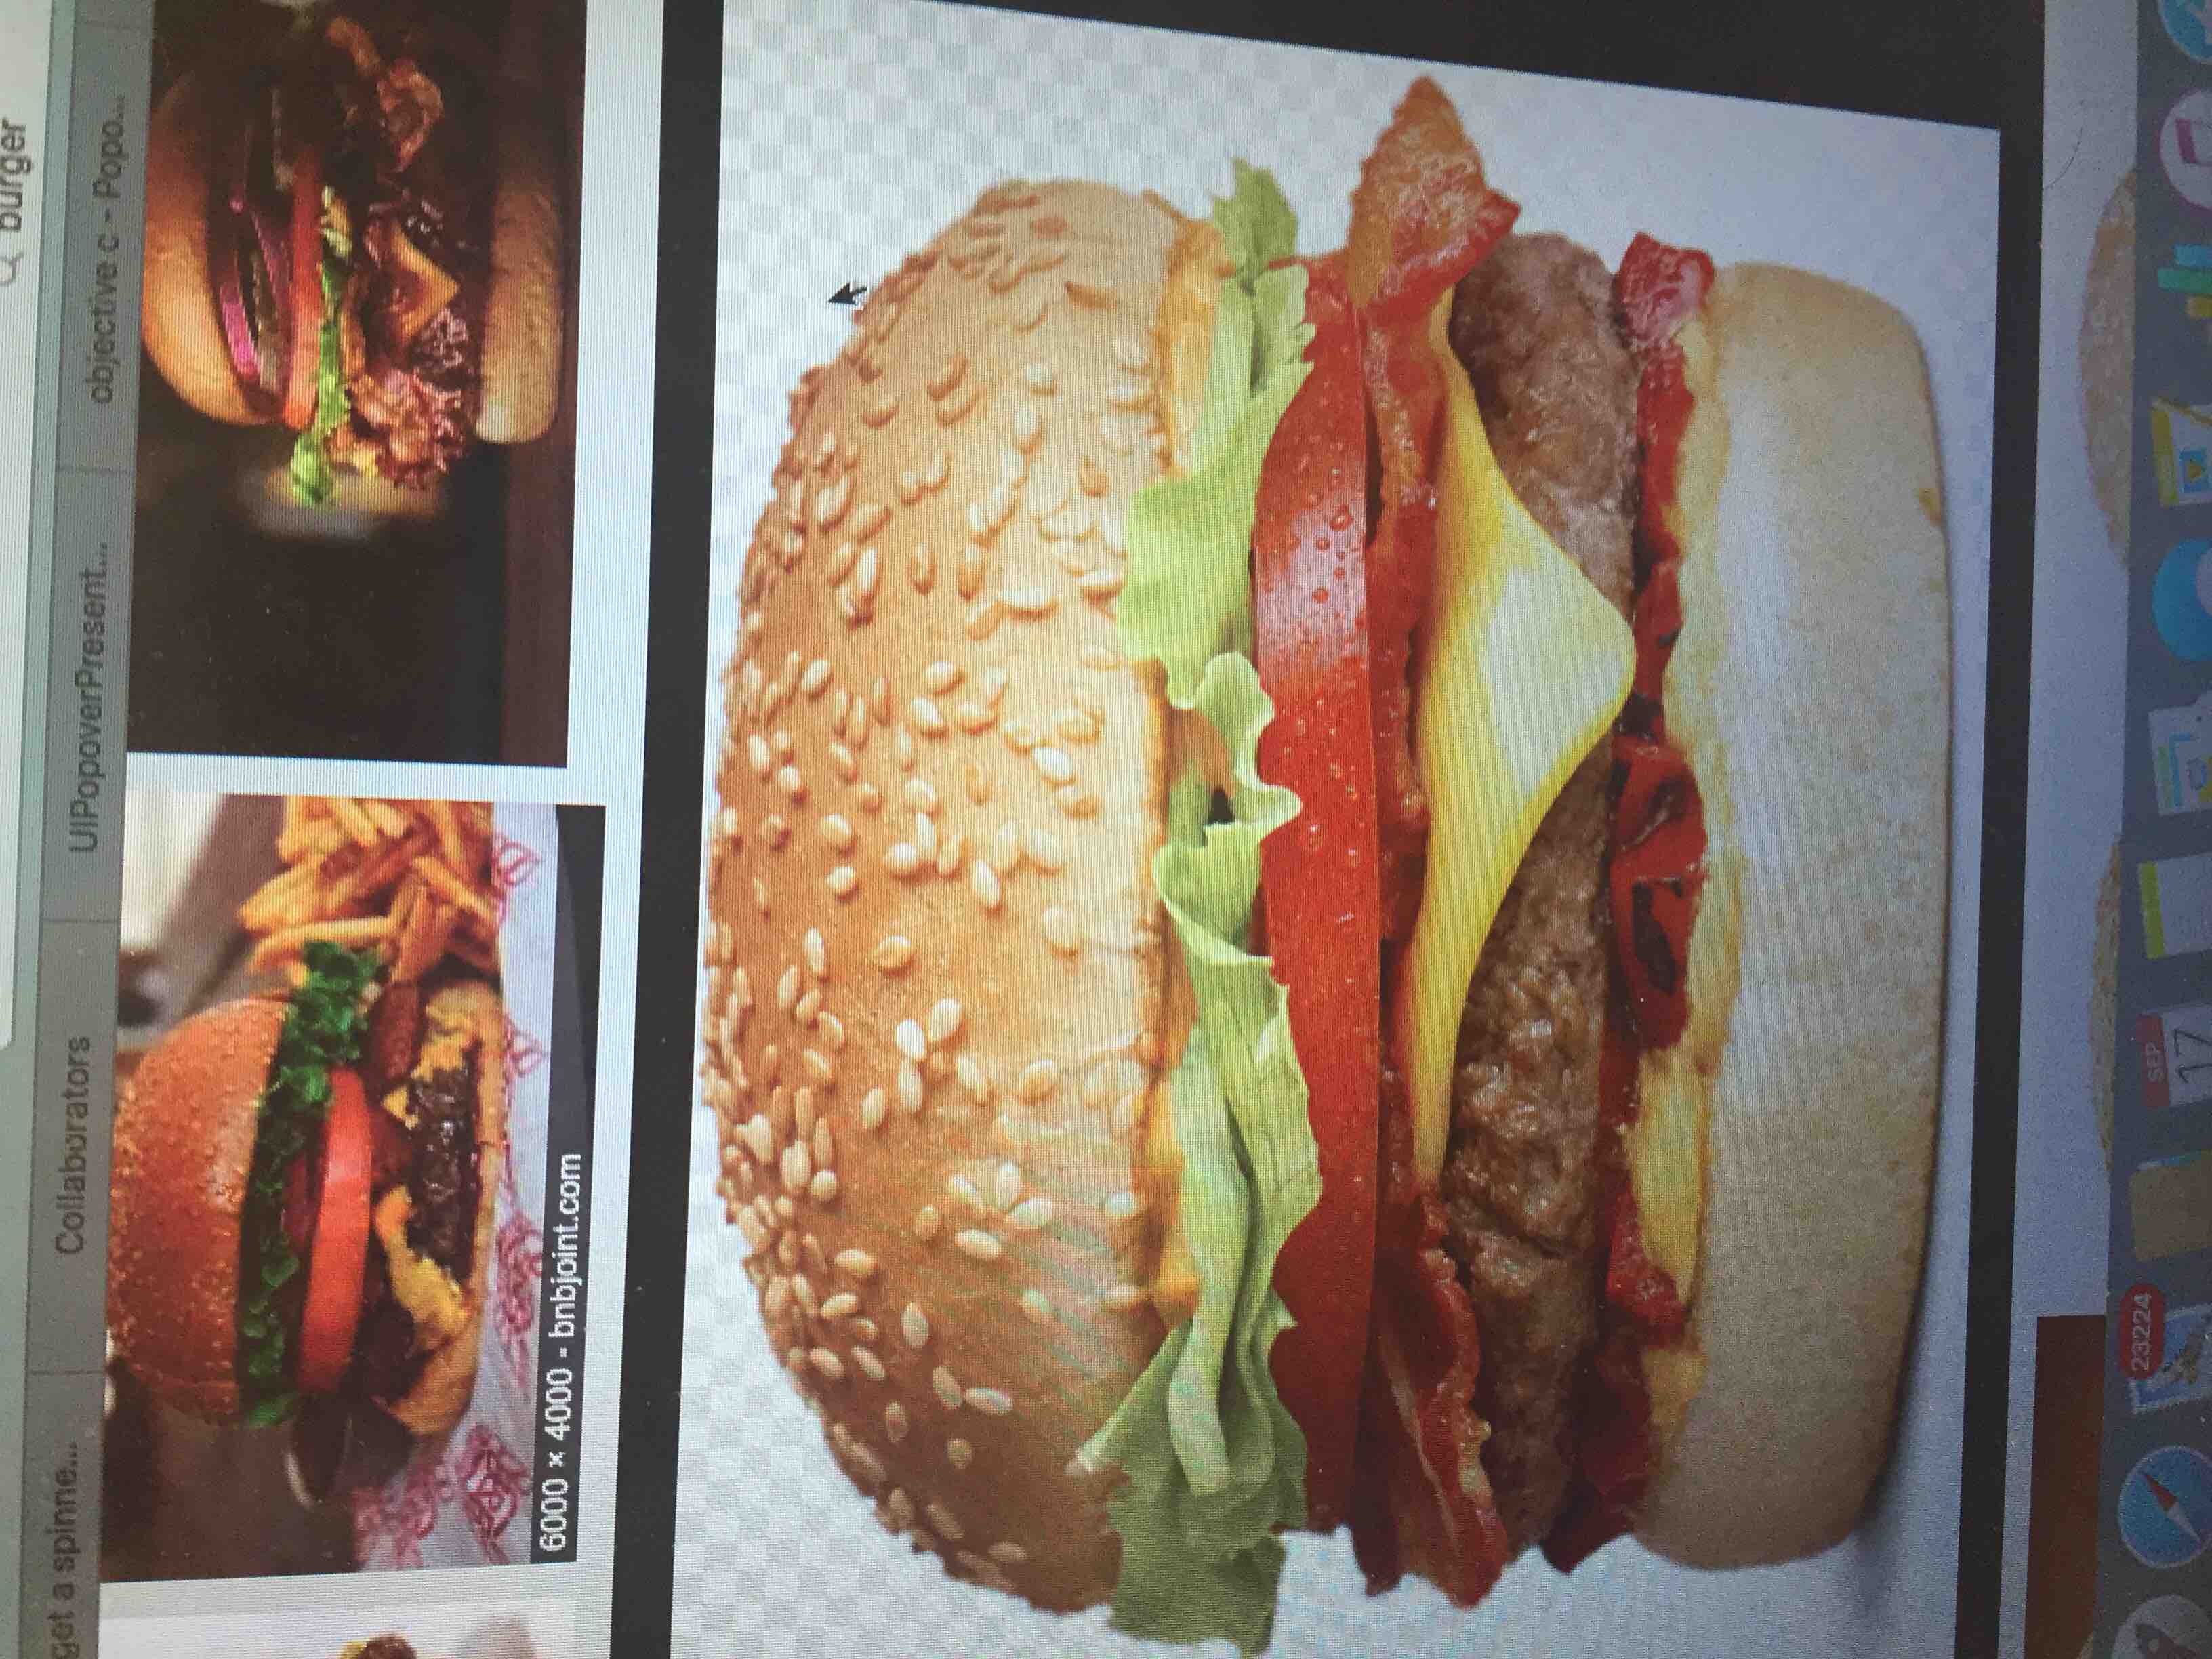 burger
get a spinne...
Collaborators
UIPopoverPresent...
objective c - Popo...
6000 × 4000 - bnbjoint.com
23224
SEP
17